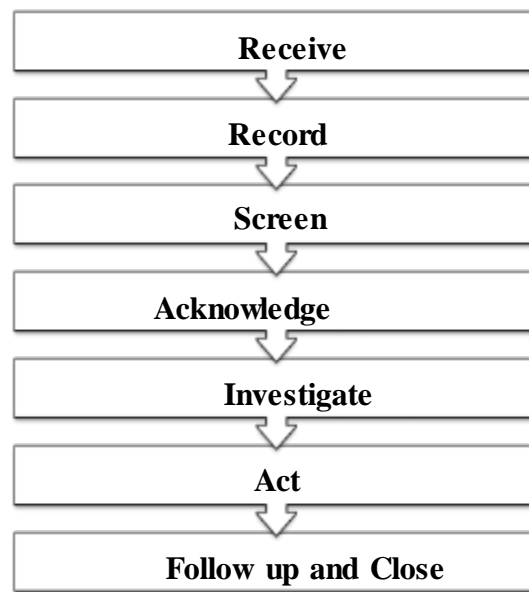 Receive
Record
Screen
Acknowledge
Investigate
Act
Follow up and Close